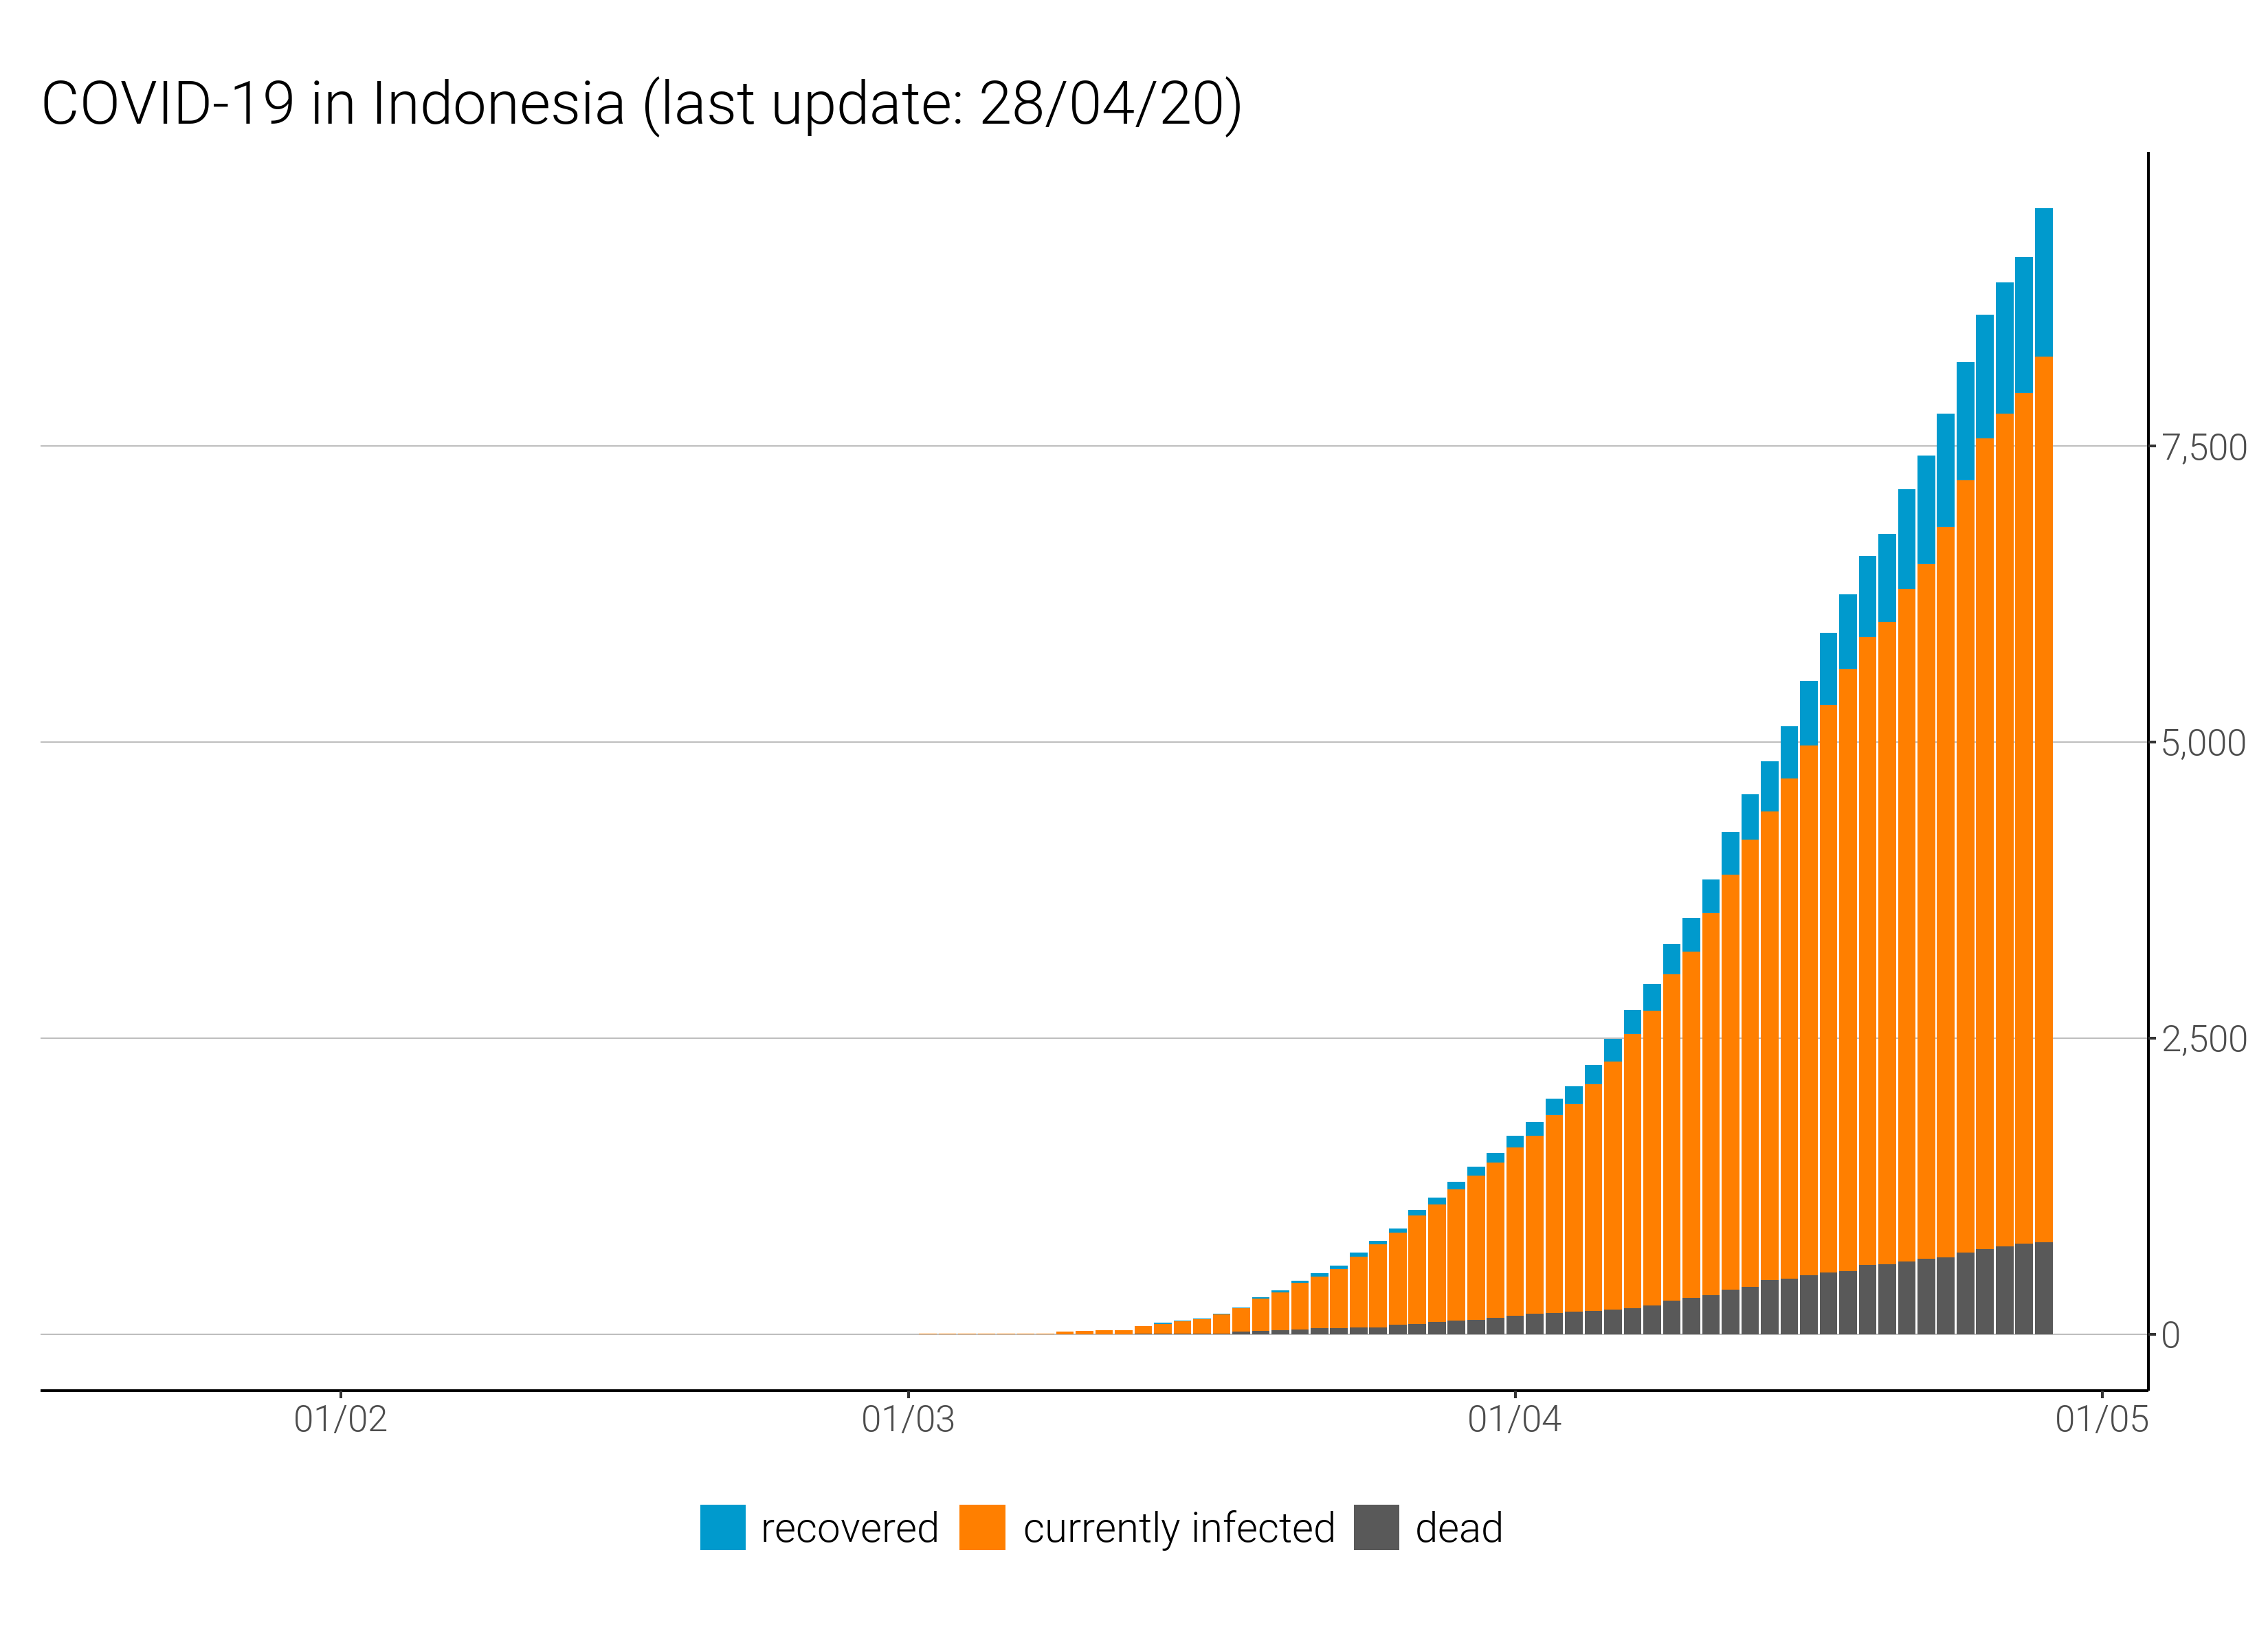 COVID-19 in Indonesia (last update: 28/04/20)
7,500
5,000
2,500
0
01/02 01/03 01/04 01/05
recovered currently infected dead